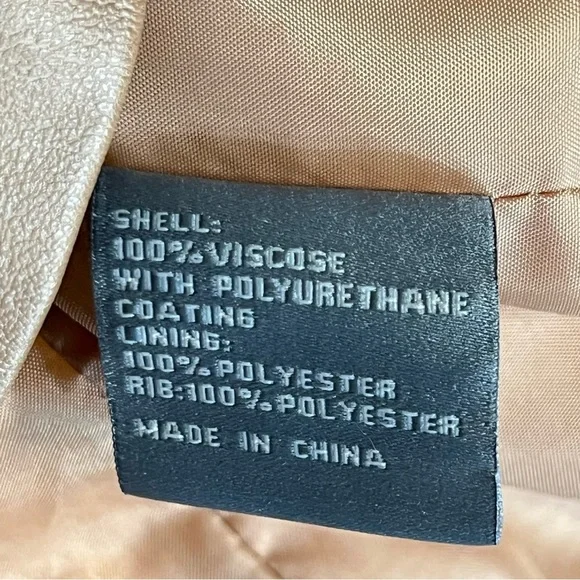 SHELL:
100% VISCOSE
WITH POLYURETHANE
COATING
LINING:
100% POLYESTER
RIB:100% POLYESTER
MADE IN CHINA